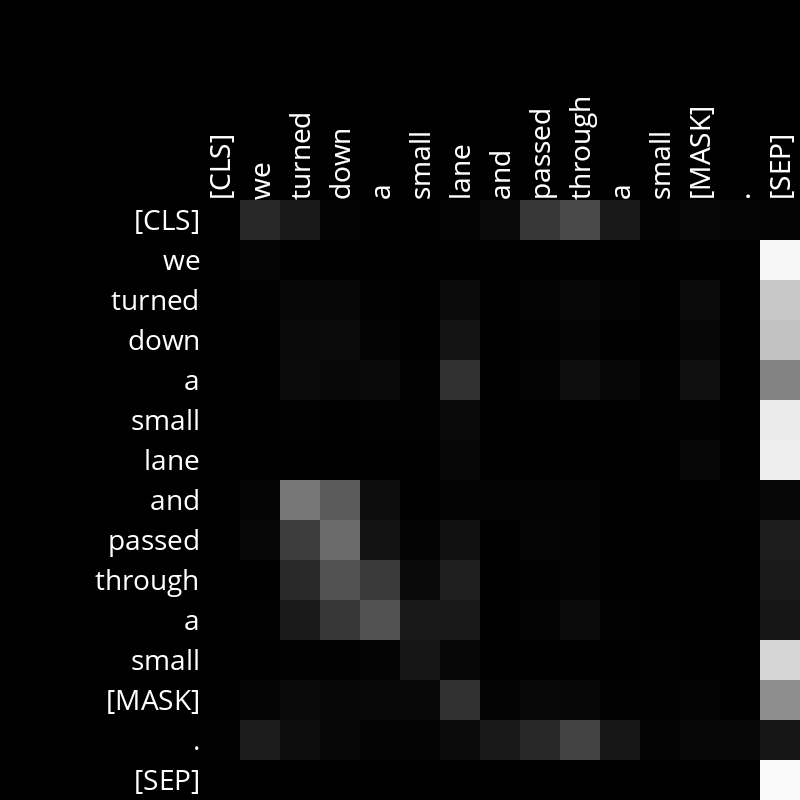 [CLS] we turned down a small lane and passed through a small [MASK] . [SEP]
[CLS]
we
turned
down
a
small
lane
and
passed
through
a
small
[MASK]
.
[SEP]